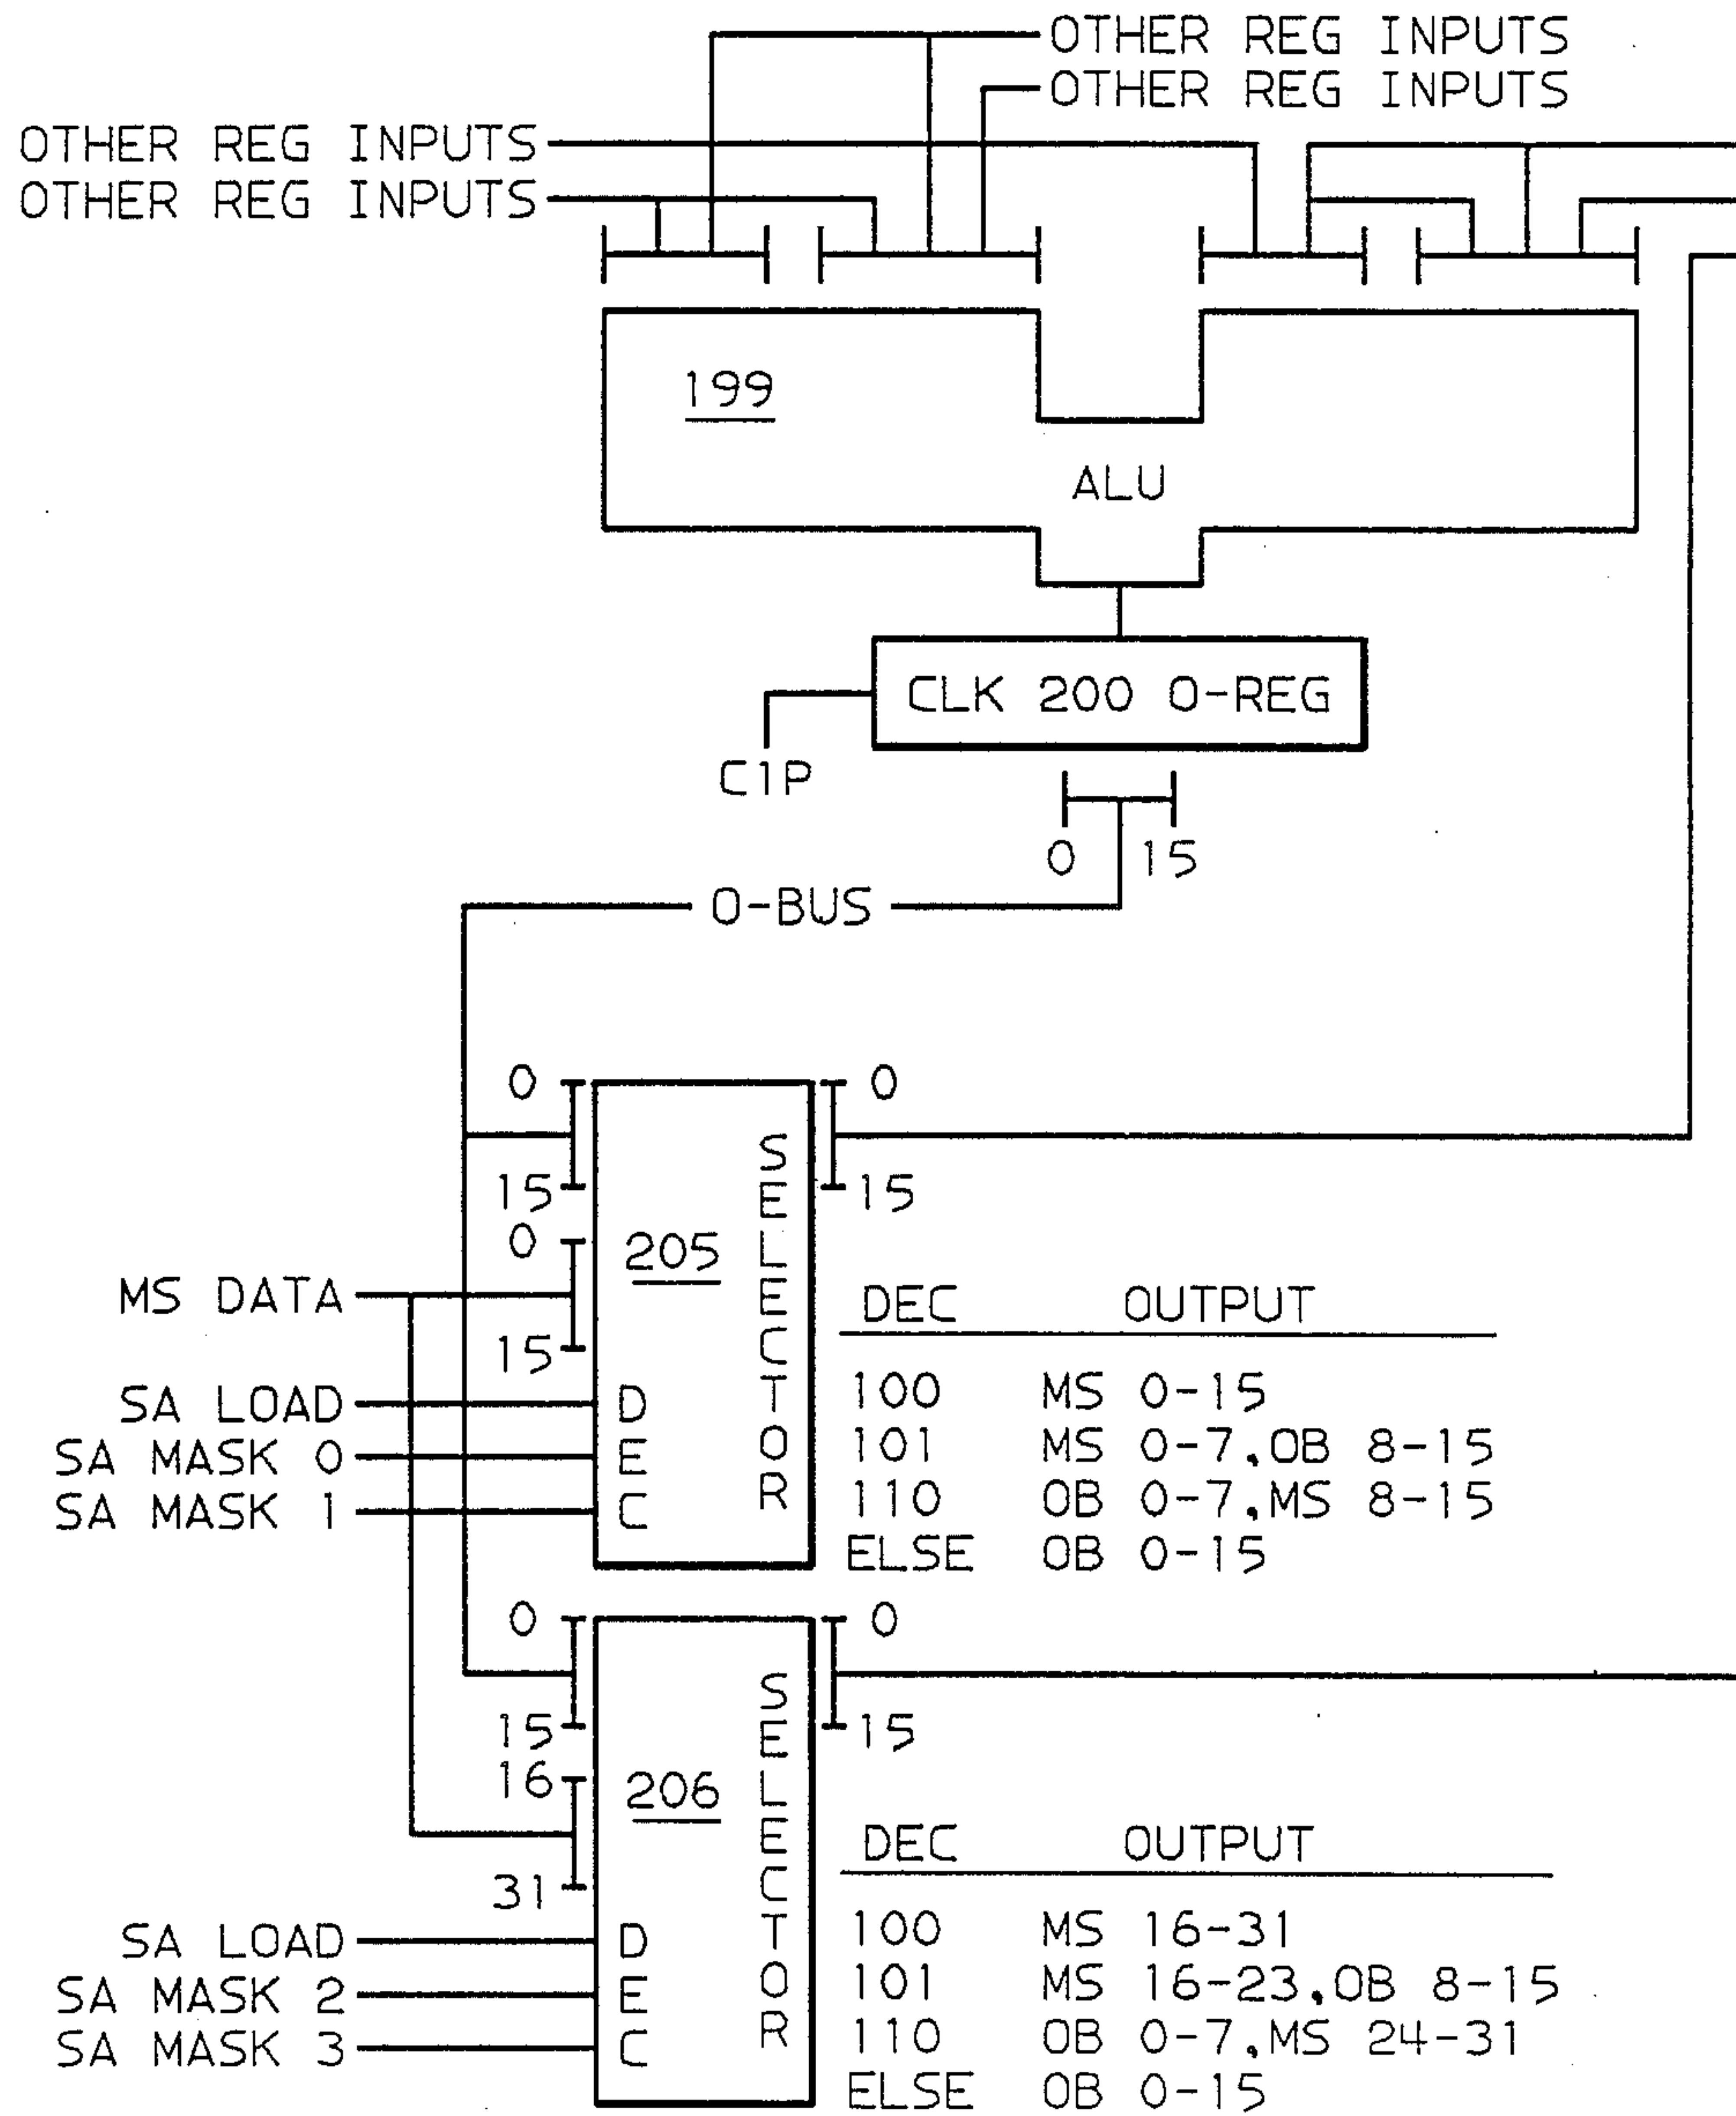 OTHER REG INPUTS
OTHER REG INPUTS
OTHER REG INPUTS
OTHER REG INPUTS
199
ALU
CLK 200 O-REG
C1P
0 15
O-BUS
0 0
15 15
0
15
205
SELECTOR
MS DATA
SA LOAD
SA MASK 0
SA MASK 1
DEC
DEC OUTPUT
100 MS 0-15
101 MS 0-7,OB 8-15
110 OB 0-7,MS 8-15
ELSE OB 0-15
0 0
15 15
16
31
206
SELECTOR
SA LOAD
SA MASK 2
SA MASK 3
DEC
DEC OUTPUT
100 MS 16-31
101 MS 16-23,OB 8-15
110 OB 0-7,MS 24-31
ELSE OB 0-15